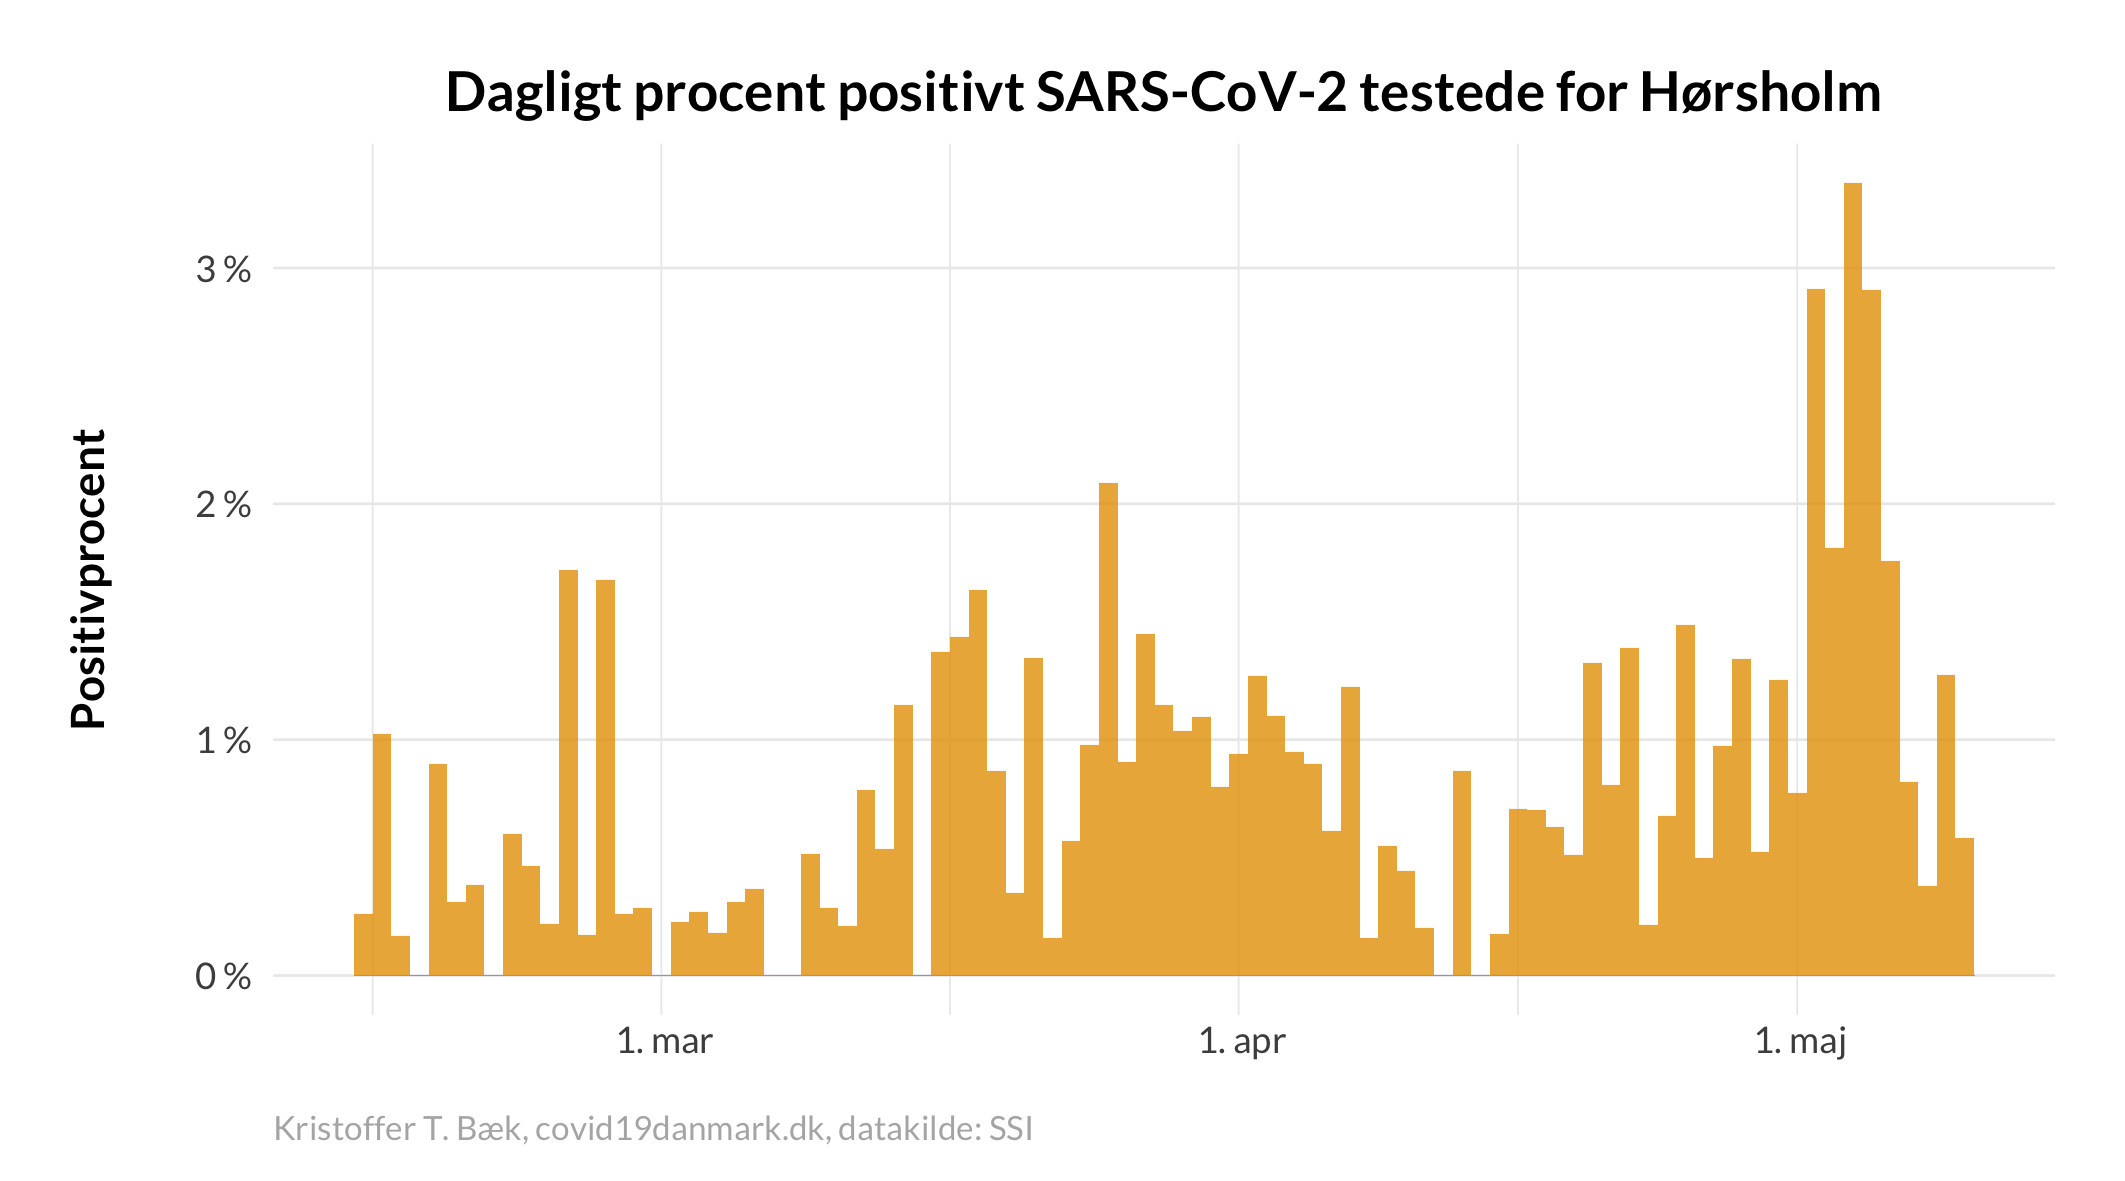 Dagligt procent positivt SARS-CoV-2 testede for Hørsholm
Positivprocent
3 %
2 %
1 %
0 %
1. mar
1. apr
1. maj
Kristoffer T. Bæk, covid19danmark.dk, datakilde: SSI